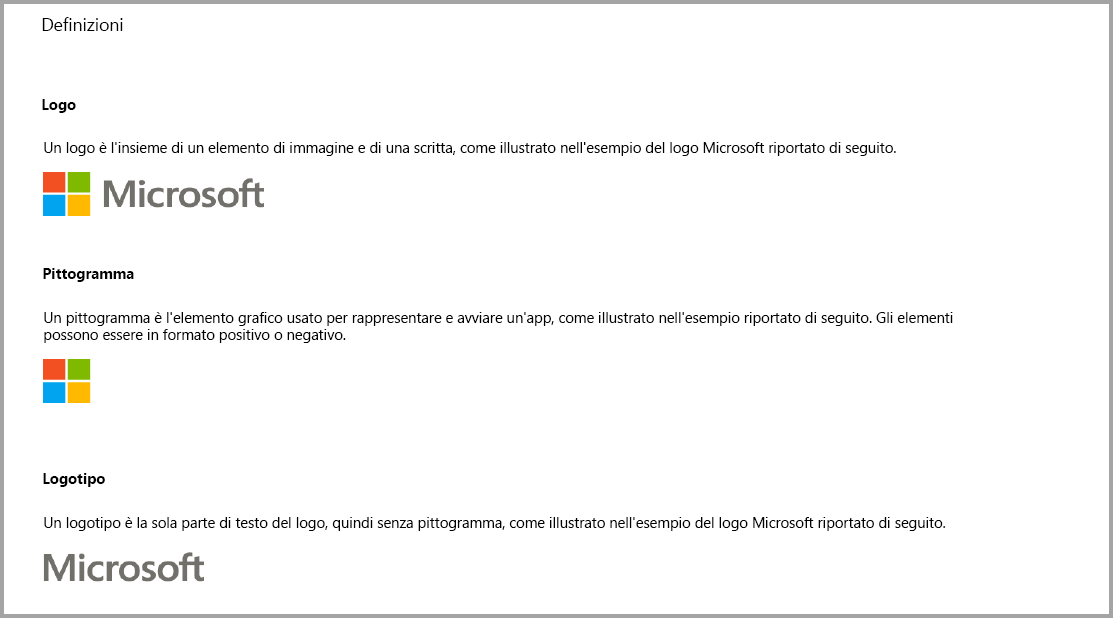 Definizioni
Logo
Un logo è l'insieme di un elemento di immagine e di una scritta, come illustrato nell'esempio del logo Microsoft riportato di seguito.
Microsoft
Pittogramma
Un pittogramma è l'elemento grafico usato per rappresentare e avviare un'app, come illustrato nell'esempio riportato di seguito. Gli elementi
possono essere in formato positivo o negativo.
Logotipo
Un logotipo è la sola parte di testo del logo, quindi senza pittogramma, come illustrato nell'esempio del logo Microsoft riportato di seguito.
Microsoft